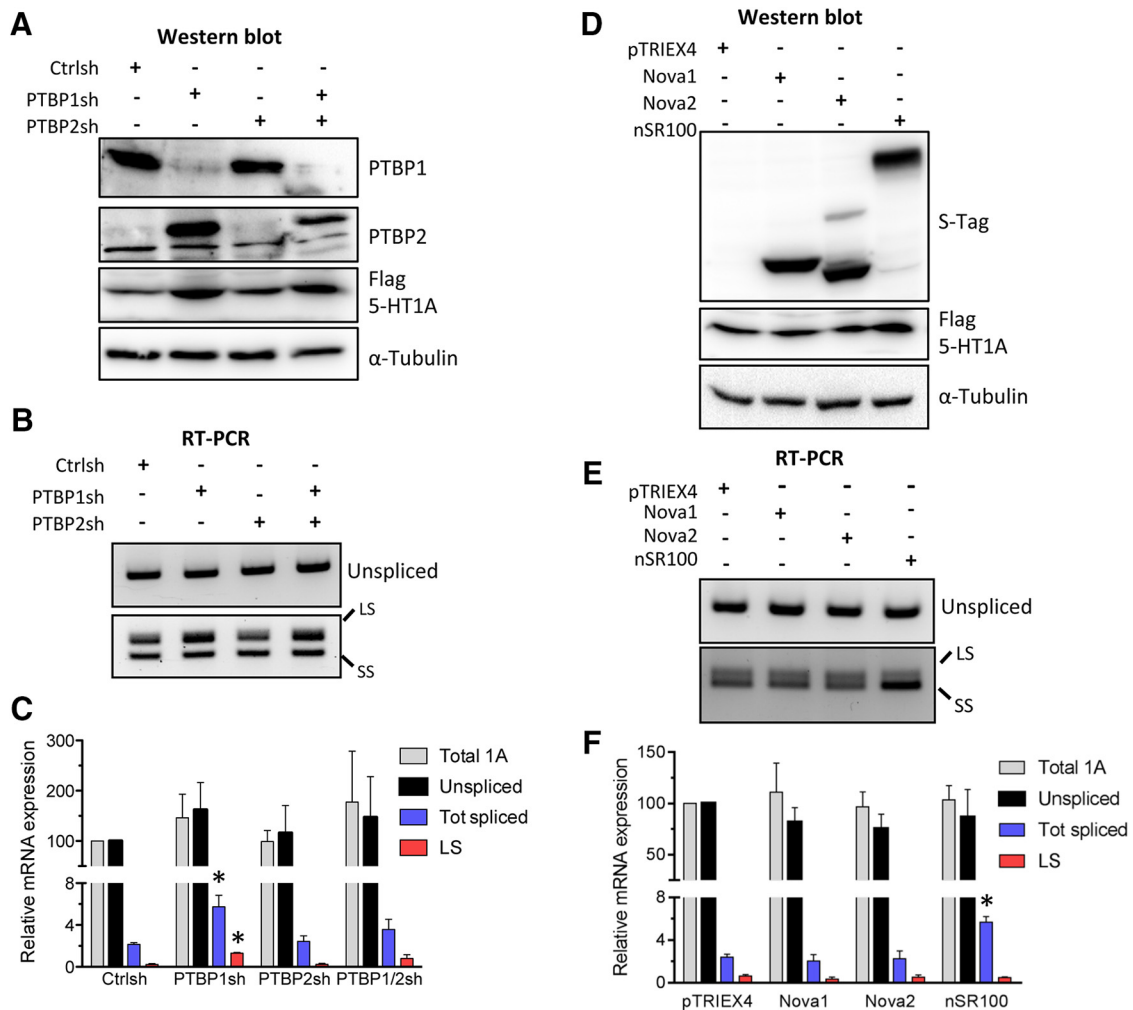 A
Western blot
Ctrlsh + - - -
PTBP1sh - + - +
PTBP2sh - - + +
PTBP1
PTBP2
Flag
5-HT1A
α-Tubulin
B
RT-PCR
Ctrlsh + - - -
PTBP1sh - + - +
PTBP2sh - - + +
Unspliced
LS
SS
C
Relative mRNA expression
300
200
100
8
4
0
* *
Ctrlsh PTBP1sh PTBP2sh PTBP1/2sh
Total 1A
Unspliced
Tot spliced
LS
D
Western blot
pTRIEX4 + - - -
Nova1 - + - -
Nova2 - - + -
nSR100 - - - +
S-Tag
Flag
5-HT1A
α-Tubulin
E
RT-PCR
pTRIEX4 + - - -
Nova1 - + - -
Nova2 - - + -
nSR100 - - - +
Unspliced
LS
SS
F
Relative mRNA expression
150
100
50
8
4
0
*
pTRIEX4 Nova1 Nova2 nSR100
Total 1A
Unspliced
Tot spliced
LS